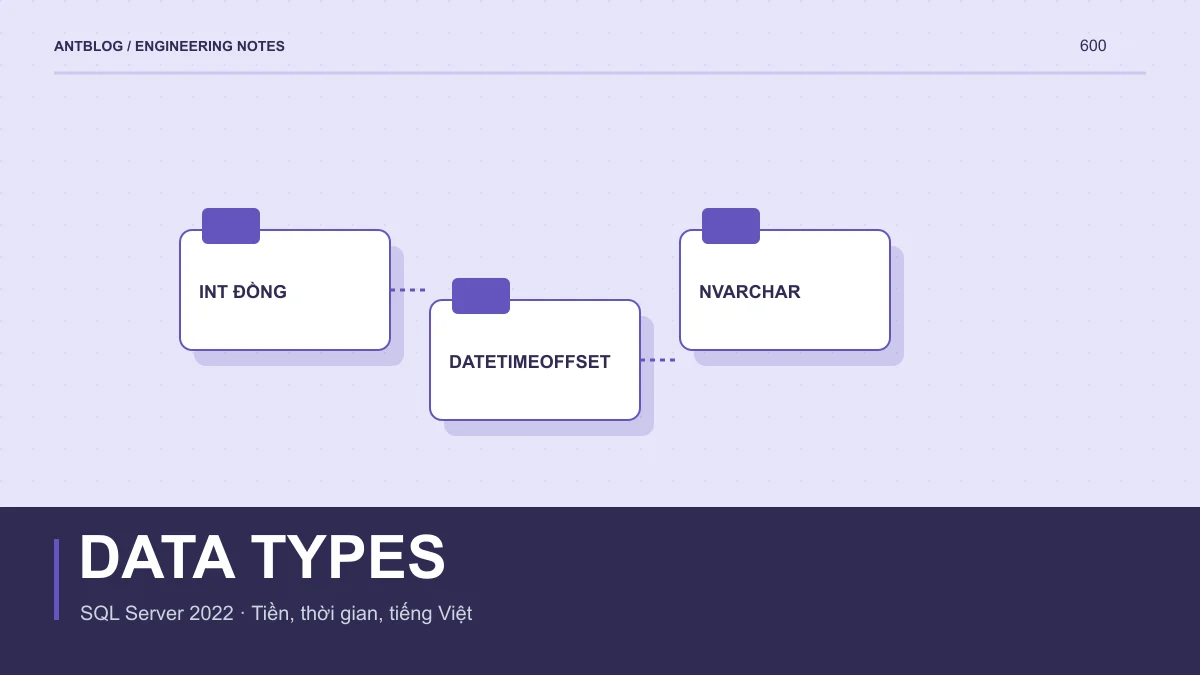 ANTBLOG / ENGINEERING NOTES
600
INT ĐỒNG
DATETIMEOFFSET
NVARCHAR
DATA TYPES
SQL Server 2022 · Tiền, thời gian, tiếng Việt